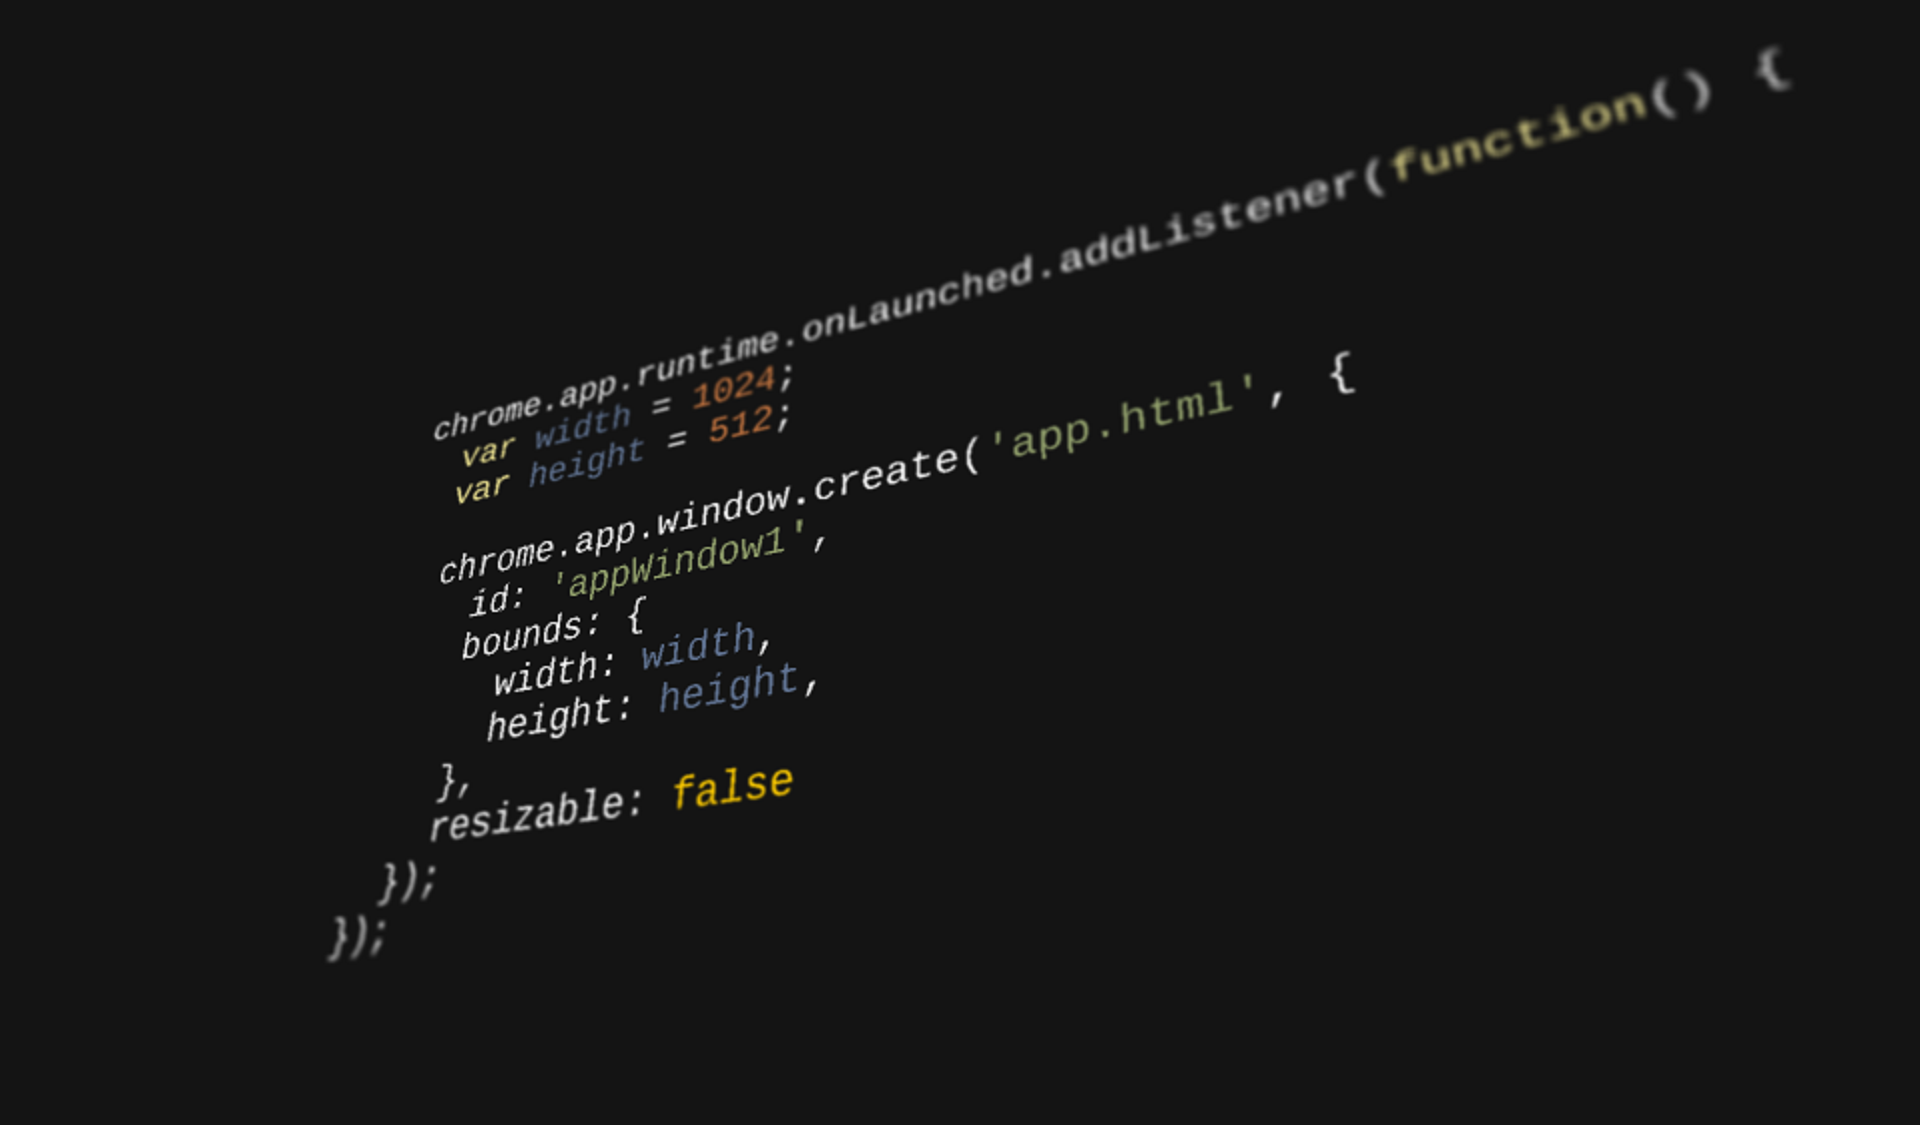 chrome.app.runtime.onLaunched.addListener(function() {
var width = 1024;
var height = 512;
chrome.app.window.create('app.html', {
id: 'appWindow1',
bounds: {
width: width,
height: height,
},
resizable: false
});
});